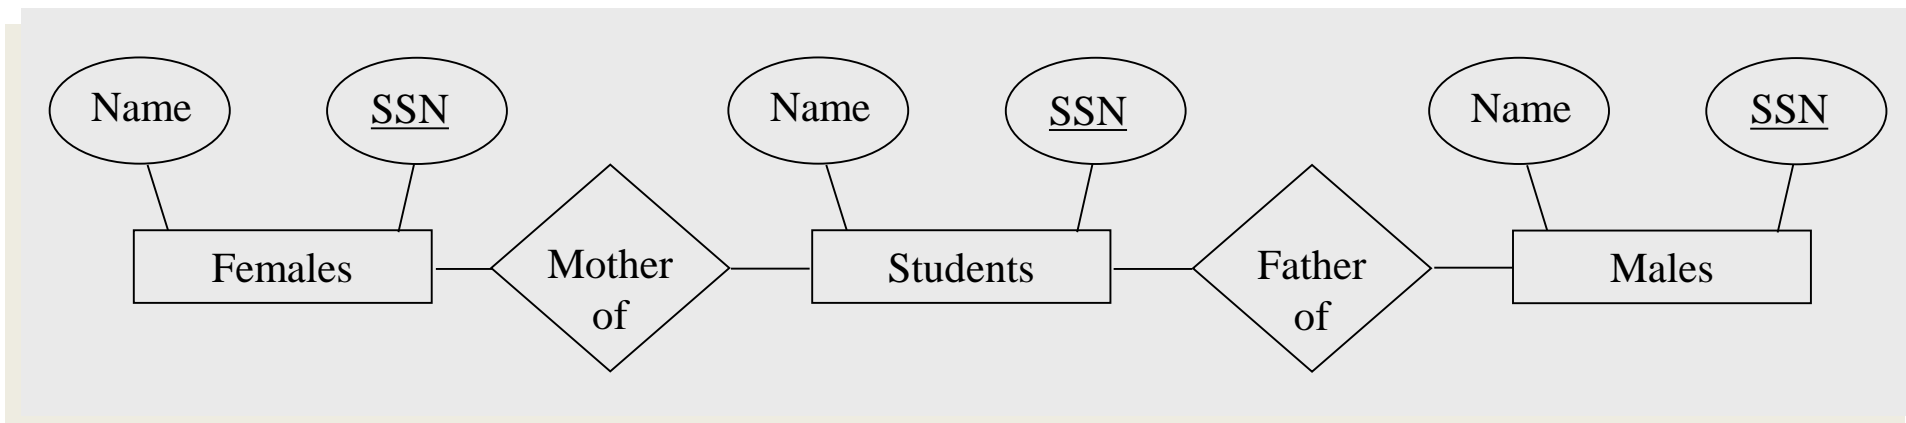 Name
SSN
Name
SSN
Name
SSN
Females
Mother
of
Students
Father
of
Males